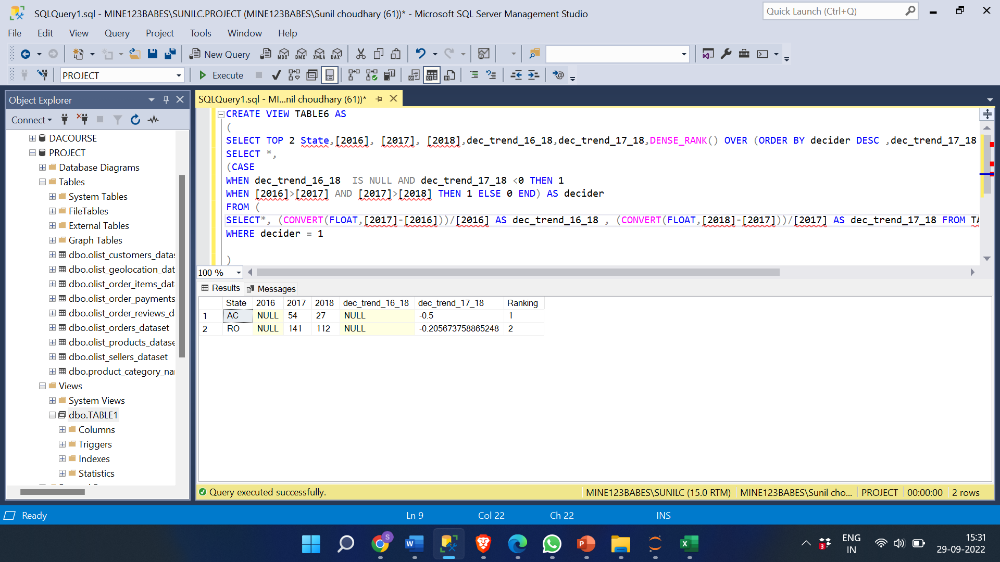 SQLQuery1.sql - MINE123BABES\SUNILC.PROJECT (MINE123BABES\Sunil choudhary (61))* - Microsoft SQL Server Management Studio
Quick Launch (Ctrl+Q)
File Edit View Query Project Tools Window Help
New Query MDX DMX XMLA DAX
PROJECT Execute
Object Explorer
SQLQuery1.sql - MI...nil choudhary (61))*
Connect
DACOURSE
PROJECT
Database Diagrams
Tables
System Tables
FileTables
External Tables
Graph Tables
dbo.olist_customers_datas
dbo.olist_geolocation_dat
dbo.olist_order_items_dat
dbo.olist_order_payments
dbo.olist_order_reviews_d
dbo.olist_orders_dataset
dbo.olist_products_datase
dbo.olist_sellers_dataset
dbo.product_category_na
Views
System Views
dbo.TABLE1
Columns
Triggers
Indexes
Statistics
CREATE VIEW TABLE6 AS
(
SELECT TOP 2 State,[2016], [2017], [2018],dec_trend_16_18,dec_trend_17_18,DENSE_RANK() OVER (ORDER BY decider DESC ,dec_trend_17_18
SELECT *,
(CASE
WHEN dec_trend_16_18  IS NULL AND dec_trend_17_18 <0 THEN 1
WHEN [2016]>[2017] AND [2017]>[2018] THEN 1 ELSE 0 END) AS decider
FROM (
SELECT*, (CONVERT(FLOAT,[2017]-[2016]))/[2016] AS dec_trend_16_18 , (CONVERT(FLOAT,[2018]-[2017]))/[2017] AS dec_trend_17_18 FROM TA
WHERE decider = 1
)
100 %
Results Messages
State 2016 2017 2018 dec_trend_16_18 dec_trend_17_18 Ranking
1 AC NULL 54 27 NULL -0.5 1
2 RO NULL 141 112 NULL -0.205673758865248 2
Query executed successfully. MINE123BABES\SUNILC (15.0 RTM) MINE123BABES\Sunil cho... PROJECT 00:00:00 2 rows
Ready Ln 9 Col 22 Ch 22 INS
S
W P X
3
ENG
IN
15:31
29-09-2022